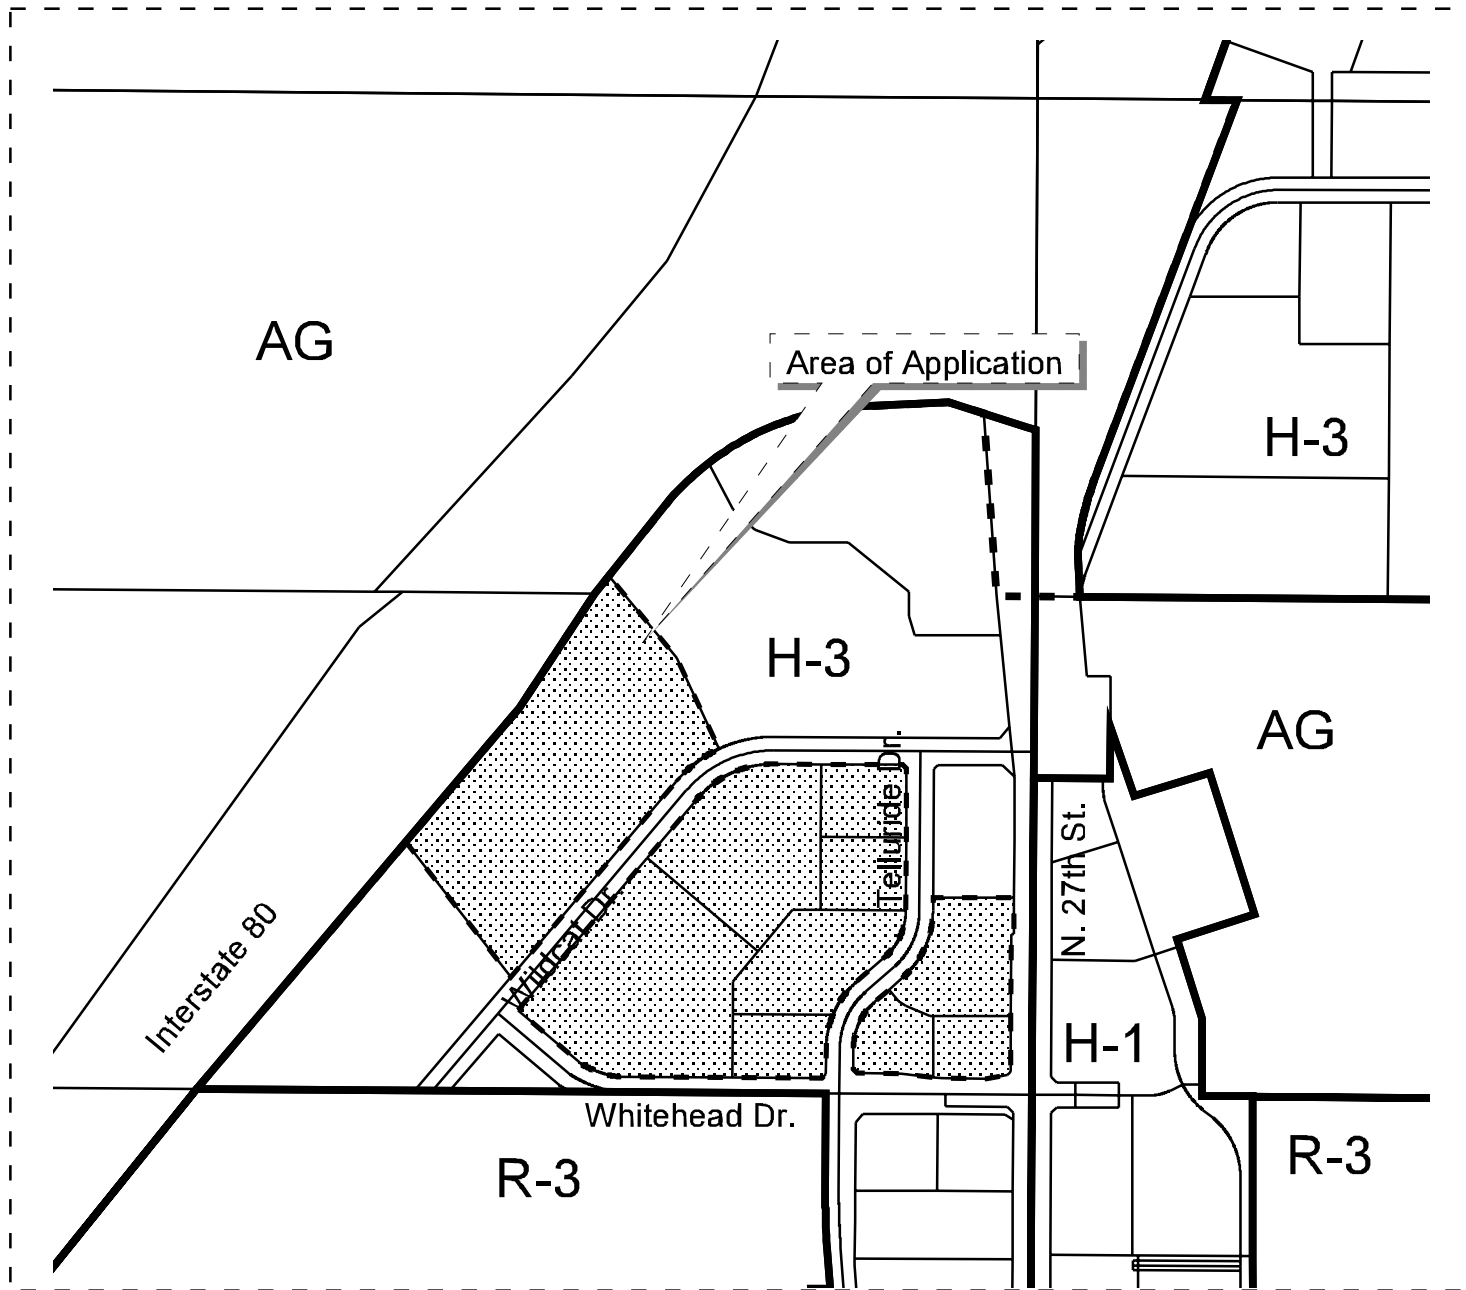 AG
Area of Application
H-3
H-3
AG
Telluride Dr.
N. 27th St.
Wildcat Dr.
Interstate 80
H-1
Whitehead Dr.
R-3
R-3